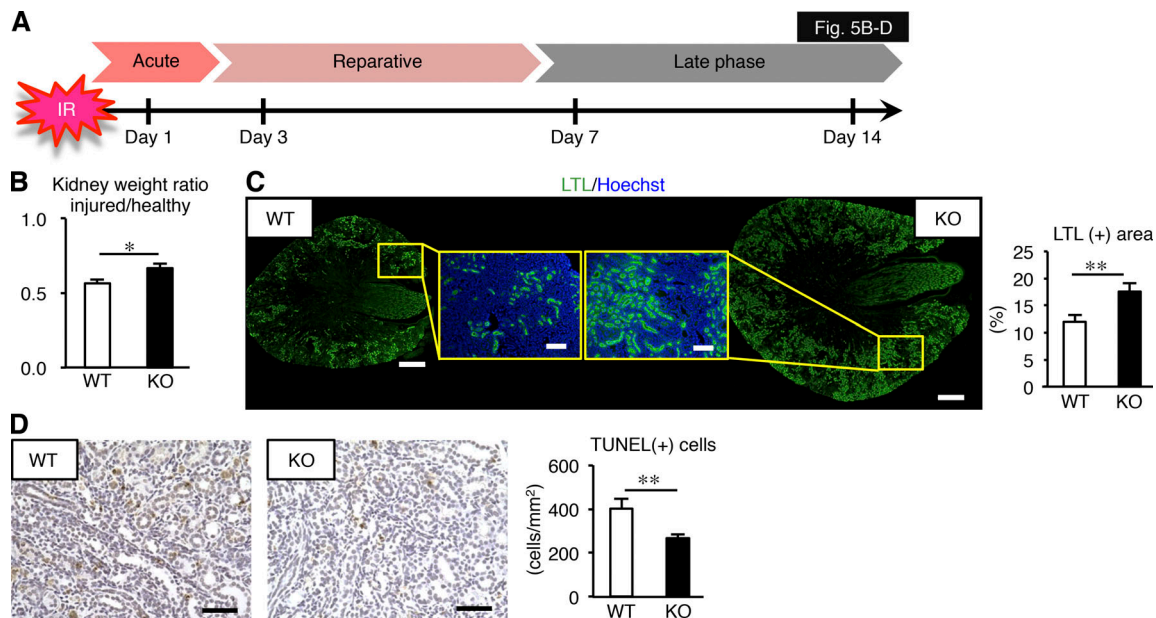 A
Fig. 5B-D
Acute
Reparative
Late phase
IR
Day 1
Day 3
Day 7
Day 14
B
Kidney weight ratio
injured/healthy
1.0
0.5
0.0
*
WT
KO
C
LTL/Hoechst
WT
KO
LTL (+) area
(%)
25
20
15
10
5
0
**
WT
KO
D
WT
KO
TUNEL(+) cells
(cells/mm²)
600
400
200
0
**
WT
KO